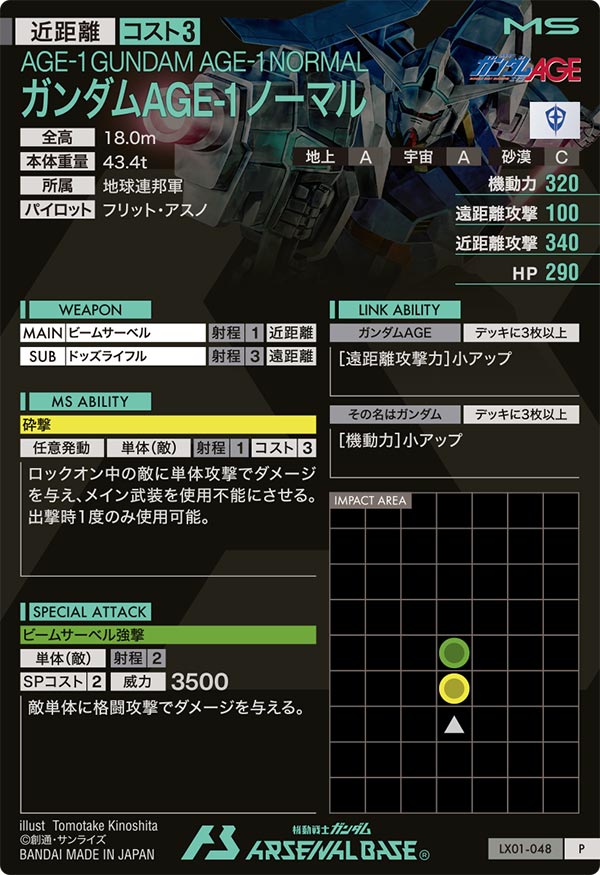 近距離 コスト3 MS
AGE-1 GUNDAM AGE-1 NORMAL
ガンダムAGE-1 ノーマル
ガンダムAGE
全高 18.0m
本体重量 43.4t
所属 地球連邦軍
パイロット フリット・アスノ
地上 A 宇宙 A 砂漠 C
機動力 320
遠距離攻撃 100
近距離攻撃 340
HP 290
WEAPON
MAIN ビームサーベル 射程 1 近距離
SUB ドッズライフル 射程 3 遠距離
MS ABILITY
砕撃
任意発動 単体(敵) 射程 1 コスト 3
ロックオン中の敵に単体攻撃でダメージ
を与え、メイン武装を使用不能にさせる。
出撃時1度のみ使用可能。
SPECIAL ATTACK
ビームサーベル強撃
単体(敵) 射程 2
SPコスト 2 威力 3500
敵単体に格闘攻撃でダメージを与える。
LINK ABILITY
ガンダムAGE デッキに3枚以上
[遠距離攻撃力]小アップ
その名はガンダム デッキに3枚以上
[機動力]小アップ
IMPACT AREA
illust Tomotake Kinoshita
©創通・サンライズ
BANDAI MADE IN JAPAN
機動戦士ガンダム
ARSENAL BASE®
LX01-048 P